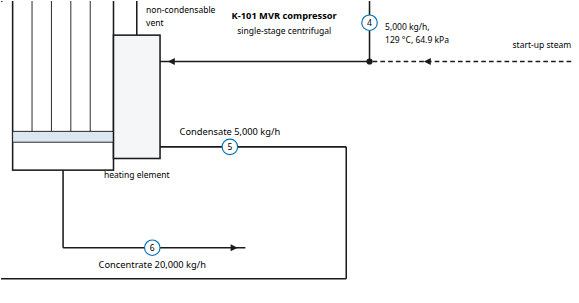 non-condensable
vent
K-101 MVR compressor
single-stage centrifugal
4
5,000 kg/h,
129 °C, 64.9 kPa
start-up steam
Condensate 5,000 kg/h
5
heating element
6
Concentrate 20,000 kg/h